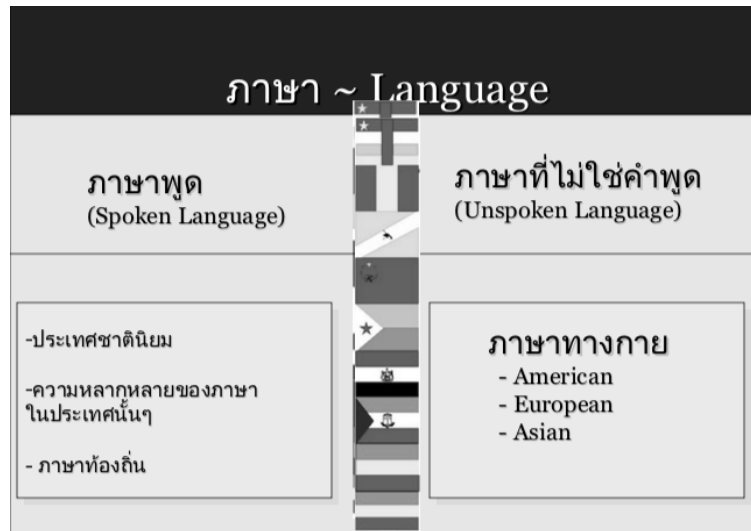 ภาษา ~ Language
ภาษาพูด
(Spoken Language)
ภาษาที่ไม่ใช่คำพูด
(Unspoken Language)
-ประเทศชาตินิยม
-ความหลากหลายของภาษา
ในประเทศนั้นๆ
- ภาษาท้องถิ่น
ภาษาทางกาย
- American
- European
- Asian